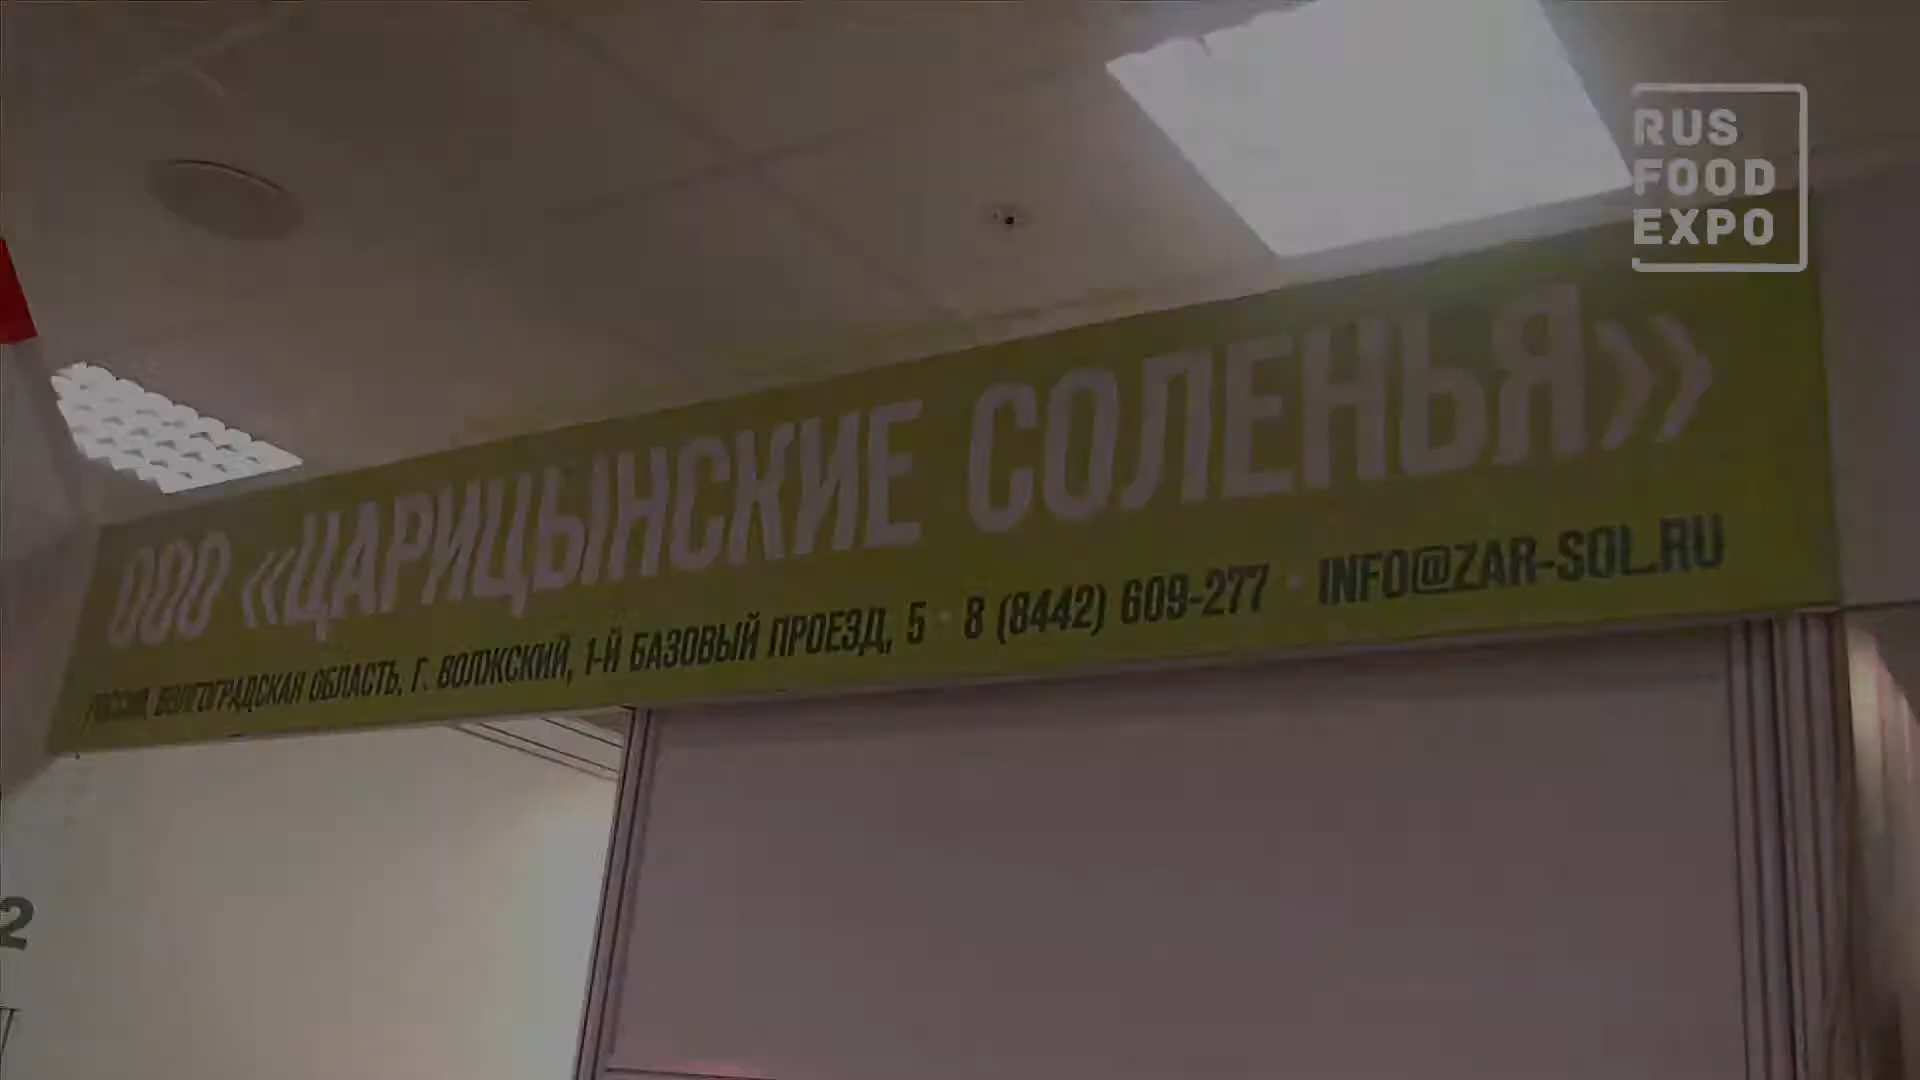 RUS
FOOD
EXPO
ООО «ЦАРИЦЫНСКИЕ СОЛЕНЬЯ»
РОССИЯ, ВОЛГОГРАДСКАЯ ОБЛАСТЬ, Г. ВОЛЖСКИЙ, 1-Й БАЗОВЫЙ ПРОЕЗД, 5 · 8 (8442) 609-277 · INFO@ZAR-SOL.RU
2